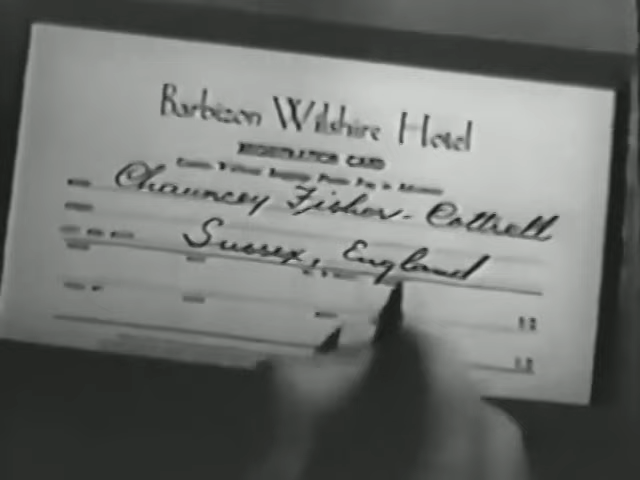 Barbizon Wilshire Hotel
REGISTRATION CARD
Chauncey Fisher-Cottrell
Sussex, England